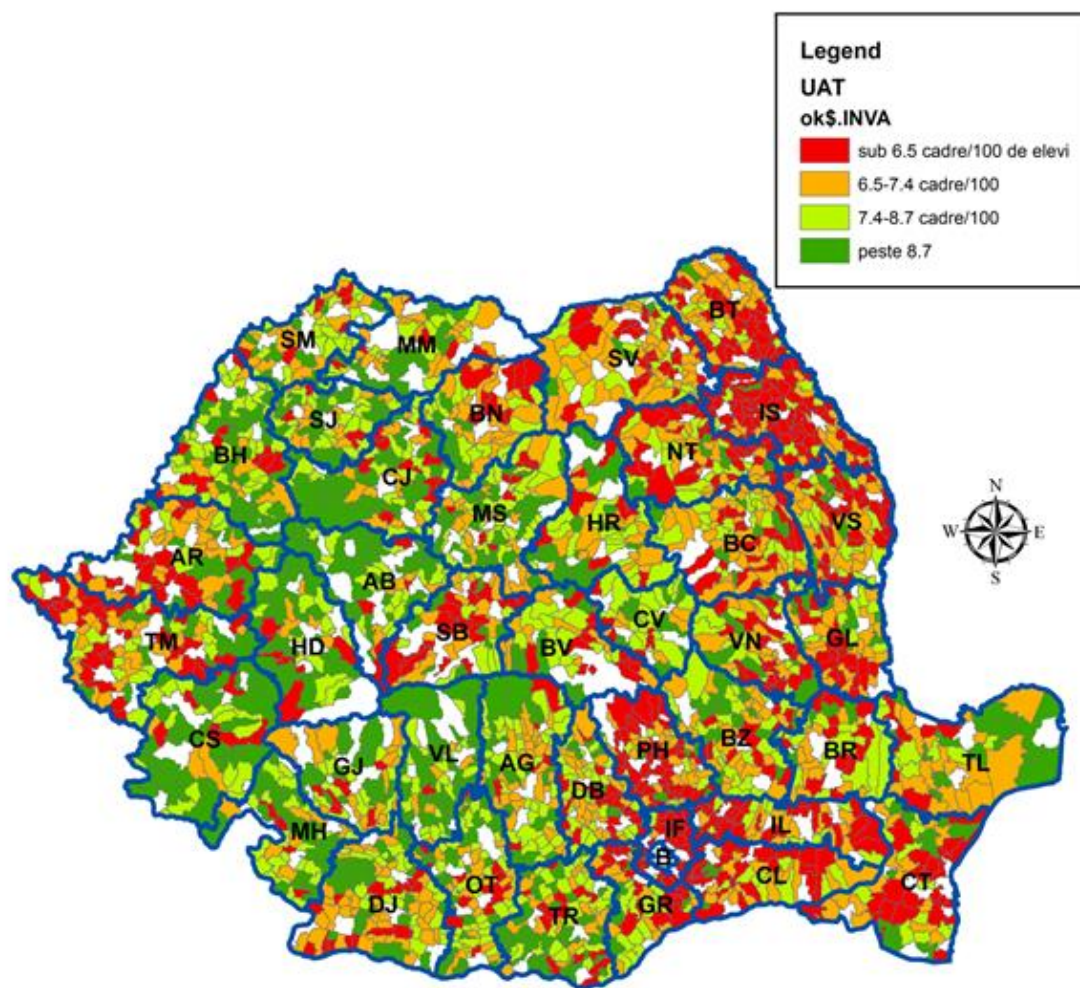 Legend
UAT
ok$.INVA
sub 6.5 cadre/100 de elevi
6.5-7.4 cadre/100
7.4-8.7 cadre/100
peste 8.7
BT
SM
MM
SV
SJ
BN
IS
BH
CJ
NT
MS
HR
VS
BC
N
W
E
S
AR
AB
SB
CV
TM
HD
BV
VN
GL
CS
GJ
VL
AG
PH
BZ
BR
TL
DB
MH
IF
IL
B
OT
CL
CT
DJ
TR
GR